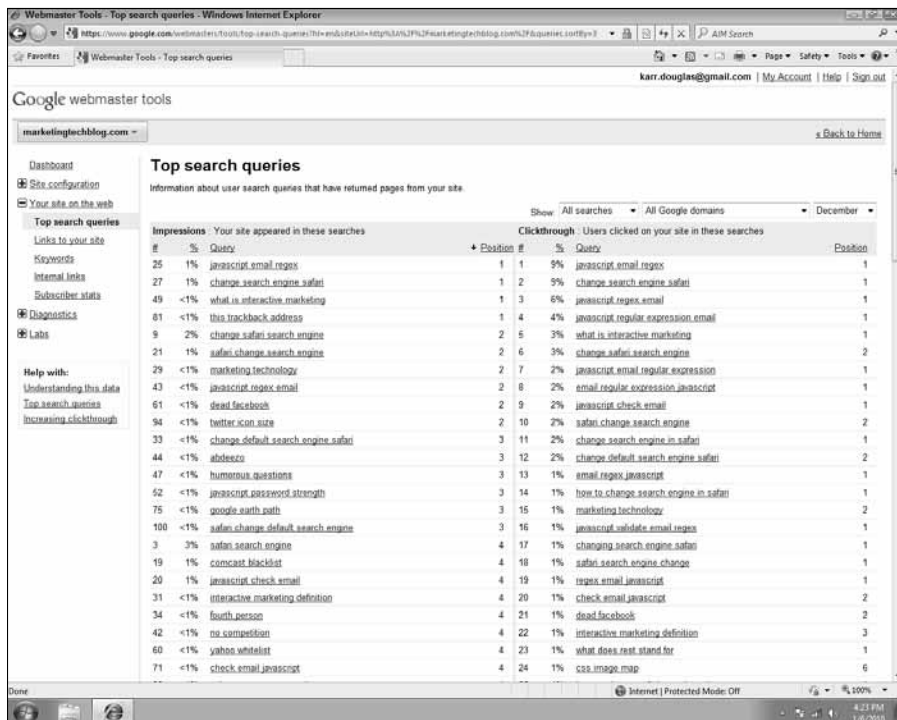 Webmaster Tools - Top search queries - Windows Internet Explorer
AIM Search
Favorites Webmaster Tools - Top search queries Page Safety Tools
karr.douglas@gmail.com | My Account | Help | Sign out
Google webmaster tools
marketingtechblog.com « Back to Home
Dashboard
Site configuration
Your site on the web
Top search queries
Links to your site
Keywords
Internal links
Subscriber stats
Diagnostics
Labs
Help with:
Understanding this data
Top search queries
Increasing clickthrough
Top search queries
Information about user search queries that have returned pages from your site.
Show: All searches All Google domains December
Impressions : Your site appeared in these searches
# % Query Position
25 1% javascript email regex 1
27 1% change search engine safari 1
49 <1% what is interactive marketing 1
81 <1% this trackback address 1
9 2% change safari search engine 2
21 1% safari change search engine 2
29 <1% marketing technology 2
43 <1% javascript regex email 2
61 <1% dead facebook 2
94 <1% twitter icon size 2
33 <1% change default search engine safari 3
44 <1% abdeezo 3
47 <1% humorous questions 3
52 <1% javascript password strength 3
75 <1% google earth path 3
100 <1% safari change default search engine 3
3 3% safari search engine 4
19 1% comcast blacklist 4
20 1% javascript check email 4
31 <1% interactive marketing definition 4
34 <1% fourth person 4
42 <1% no competition 4
60 <1% yahoo whitelist 4
71 <1% check email javascript 4
Clickthrough : Users clicked on your site in these searches
# % Query Position
1 9% javascript email regex 1
2 9% change search engine safari 1
3 6% javascript regex email 1
4 4% javascript regular expression email 1
5 3% what is interactive marketing 1
6 3% change safari search engine 2
7 2% javascript email regular expression 1
8 2% email regular expression javascript 1
9 2% javascript check email 1
10 2% safari change search engine 2
11 2% change search engine in safari 1
12 2% change default search engine safari 2
13 1% email regex javascript 1
14 1% how to change search engine in safari 1
15 1% marketing technology 2
16 1% javascript validate email regex 1
17 1% changing search engine safari 1
18 1% safari search engine change 1
19 1% regex email javascript 1
20 1% check email javascript 2
21 1% dead facebook 2
22 1% interactive marketing definition 3
23 1% what does rest stand for 1
24 1% css image map 6
Done Internet | Protected Mode: Off 100%
4:23 PM
1/6/2010